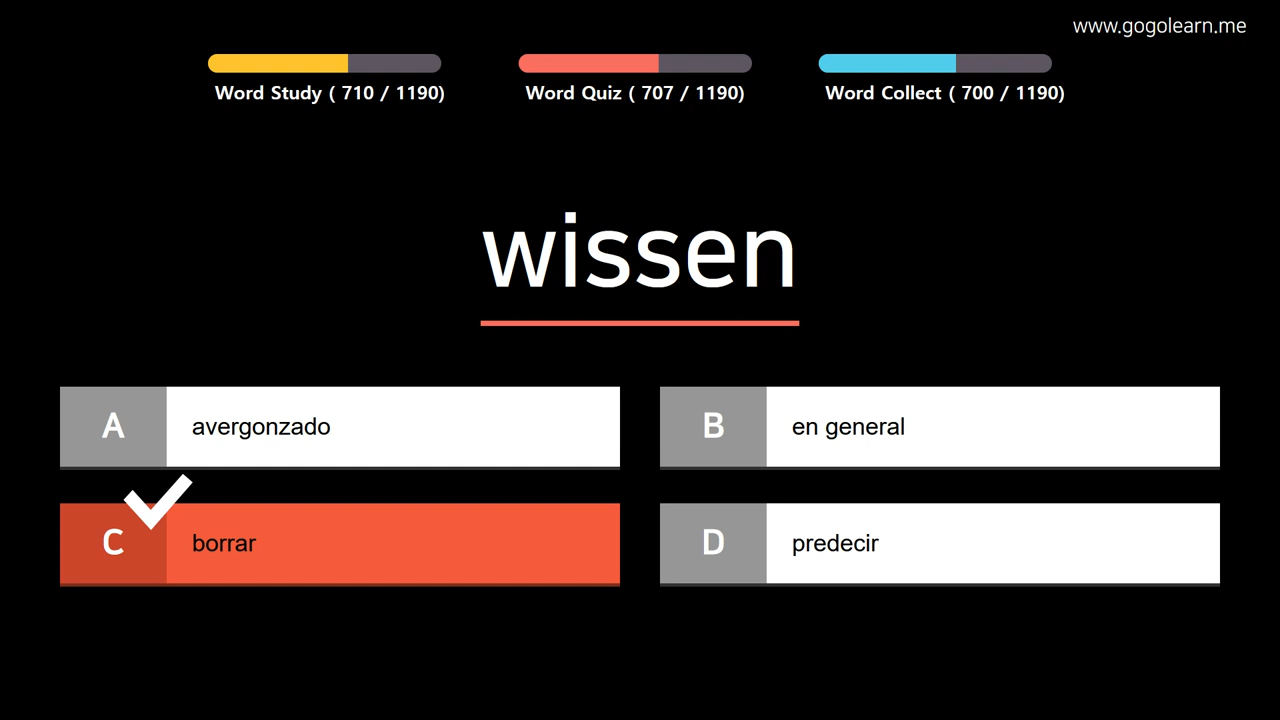 www.gogolearn.me
Word Study ( 710 / 1190)
Word Quiz ( 707 / 1190)
Word Collect ( 700 / 1190)
wissen
A avergonzado
B en general
C borrar
D predecir